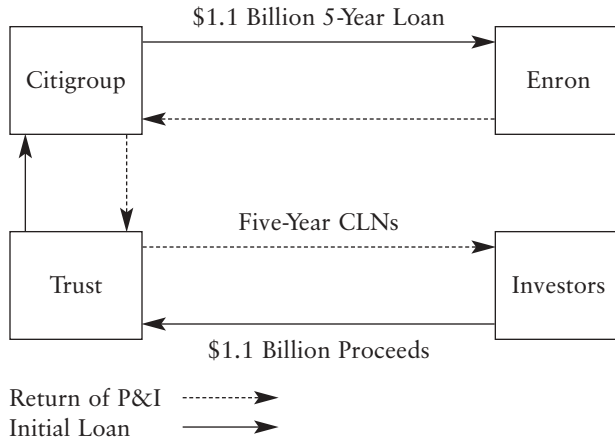 $1.1 Billion 5-Year Loan
Citigroup
Enron
Five-Year CLNs
Trust
Investors
$1.1 Billion Proceeds
Return of P&I
Initial Loan